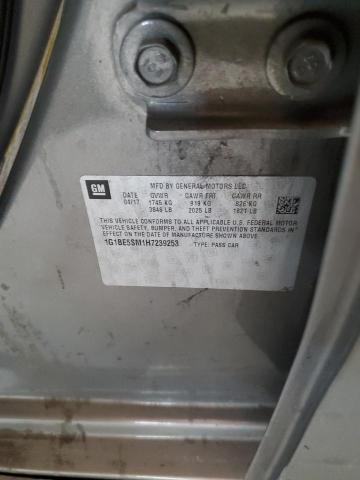 GM
MFD BY GENERAL MOTORS LLC
DATE GVWR GAWR FRT GAWR RR
04/17 1745 KG 919 KG 826 KG
3846 LB 2025 LB 1821 LB
THIS VEHICLE CONFORMS TO ALL APPLICABLE U.S. FEDERAL MOTOR
VEHICLE SAFETY, BUMPER, AND THEFT PREVENTION STANDARDS IN
EFFECT ON THE DATE OF MANUFACTURE SHOWN ABOVE.
1G1BE5SM1H7239253 TYPE: PASS CAR